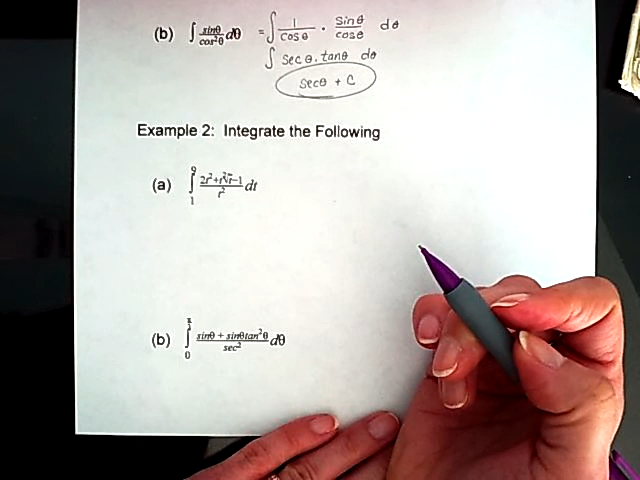 (b) ∫ sinθ/cos²θ dθ = ∫ 1/cosθ · sinθ/cosθ dθ
∫ secθ · tanθ dθ
secθ + C
Example 2: Integrate the Following
(a) ∫₁⁹ (2t²+t²√t−1)/t² dt
(b) ∫₀ (sinθ + sinθtan²θ)/sec² dθ